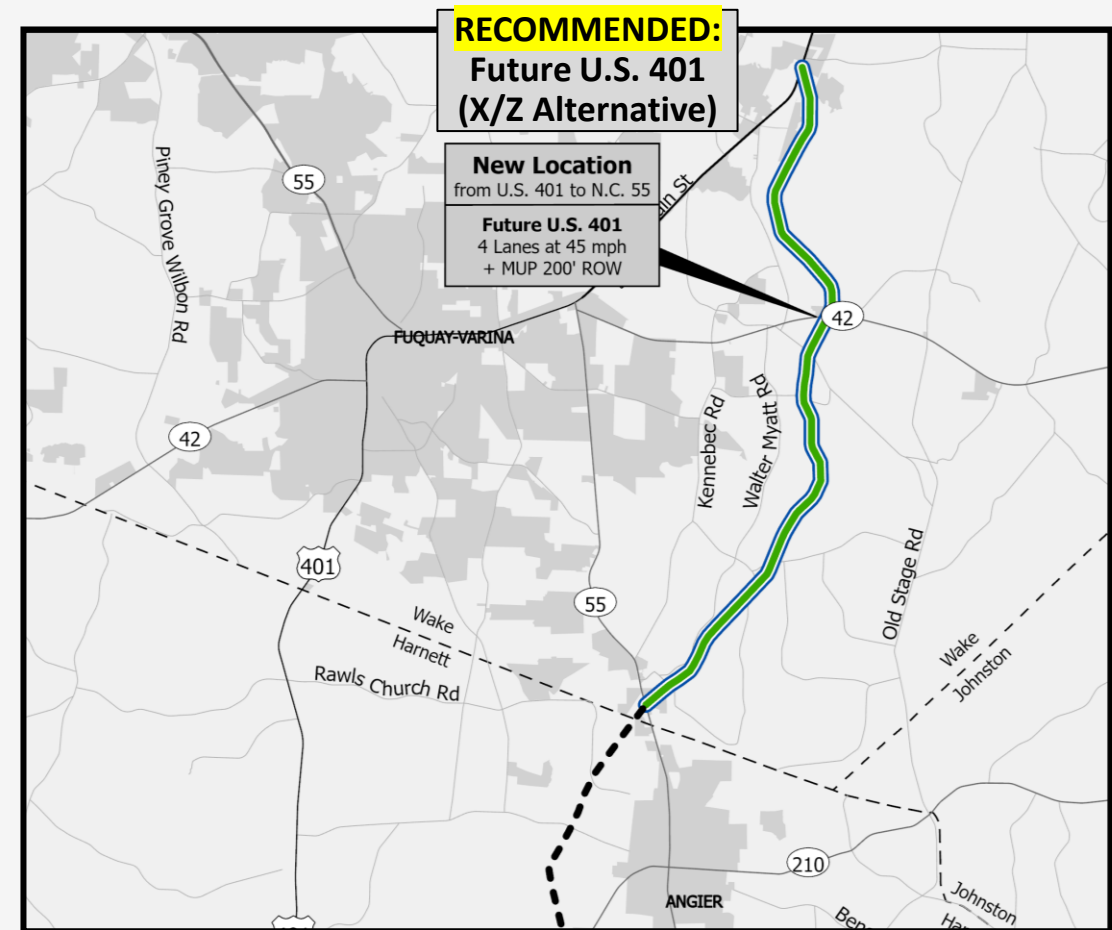 RECOMMENDED:
Future U.S. 401
(X/Z Alternative)
New Location
from U.S. 401 to N.C. 55
Future U.S. 401
4 Lanes at 45 mph
+ MUP 200' ROW
55
Piney Grove Wilbon Rd
St
42
FUQUAY-VARINA
42
Kennebec Rd
Walter Myatt Rd
401
55
Old Stage Rd
Wake
Harnett
Rawls Church Rd
Wake
Johnston
210
ANGIER
Johnston